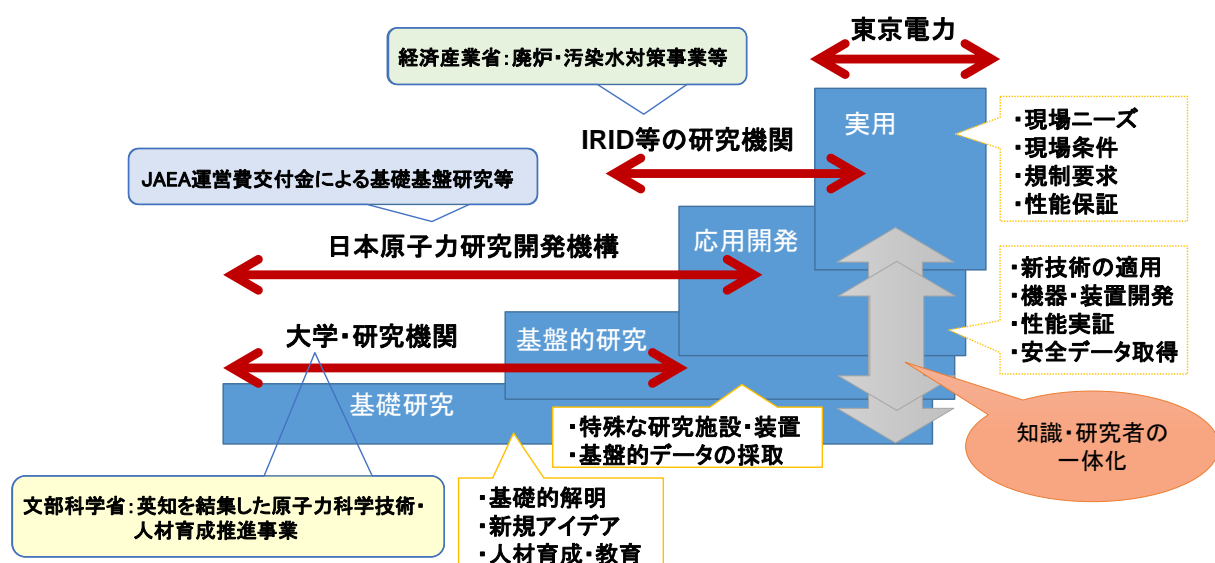 東京電力
経済産業省：廃炉・汚染水対策事業等
実用
・現場ニーズ
・現場条件
・規制要求
・性能保証
IRID等の研究機関
JAEA運営費交付金による基礎基盤研究等
応用開発
日本原子力研究開発機構
・新技術の適用
・機器・装置開発
・性能実証
・安全データ取得
大学・研究機関
基盤的研究
基礎研究
・特殊な研究施設・装置
・基盤的データの採取
知識・研究者の
一体化
文部科学省：英知を結集した原子力科学技術・
人材育成推進事業
・基礎的解明
・新規アイデア
・人材育成・教育